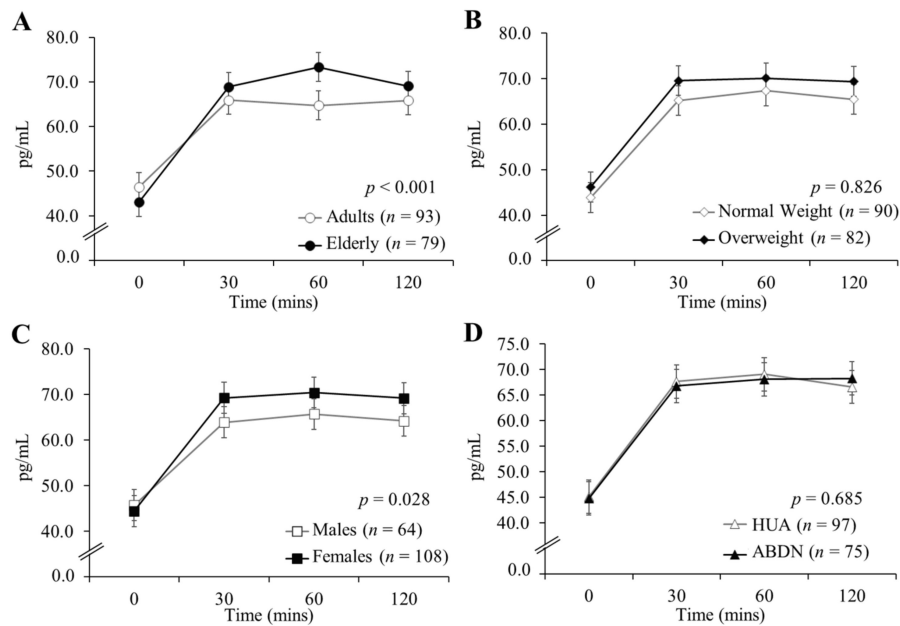 A
80.0
70.0
60.0
50.0
40.0
0.0
pg/mL
p < 0.001
Adults (n = 93)
Elderly (n = 79)
0 30 60 120
Time (mins)
B
80.0
70.0
60.0
50.0
40.0
0.0
pg/mL
p = 0.826
Normal Weight (n = 90)
Overweight (n = 82)
0 30 60 120
Time (mins)
C
80.0
70.0
60.0
50.0
40.0
0.0
pg/mL
p = 0.028
Males (n = 64)
Females (n = 108)
0 30 60 120
Time (mins)
D
75.0
70.0
65.0
60.0
55.0
50.0
45.0
40.0
0.0
pg/mL
p = 0.685
HUA (n = 97)
ABDN (n = 75)
0 30 60 120
Time (mins)